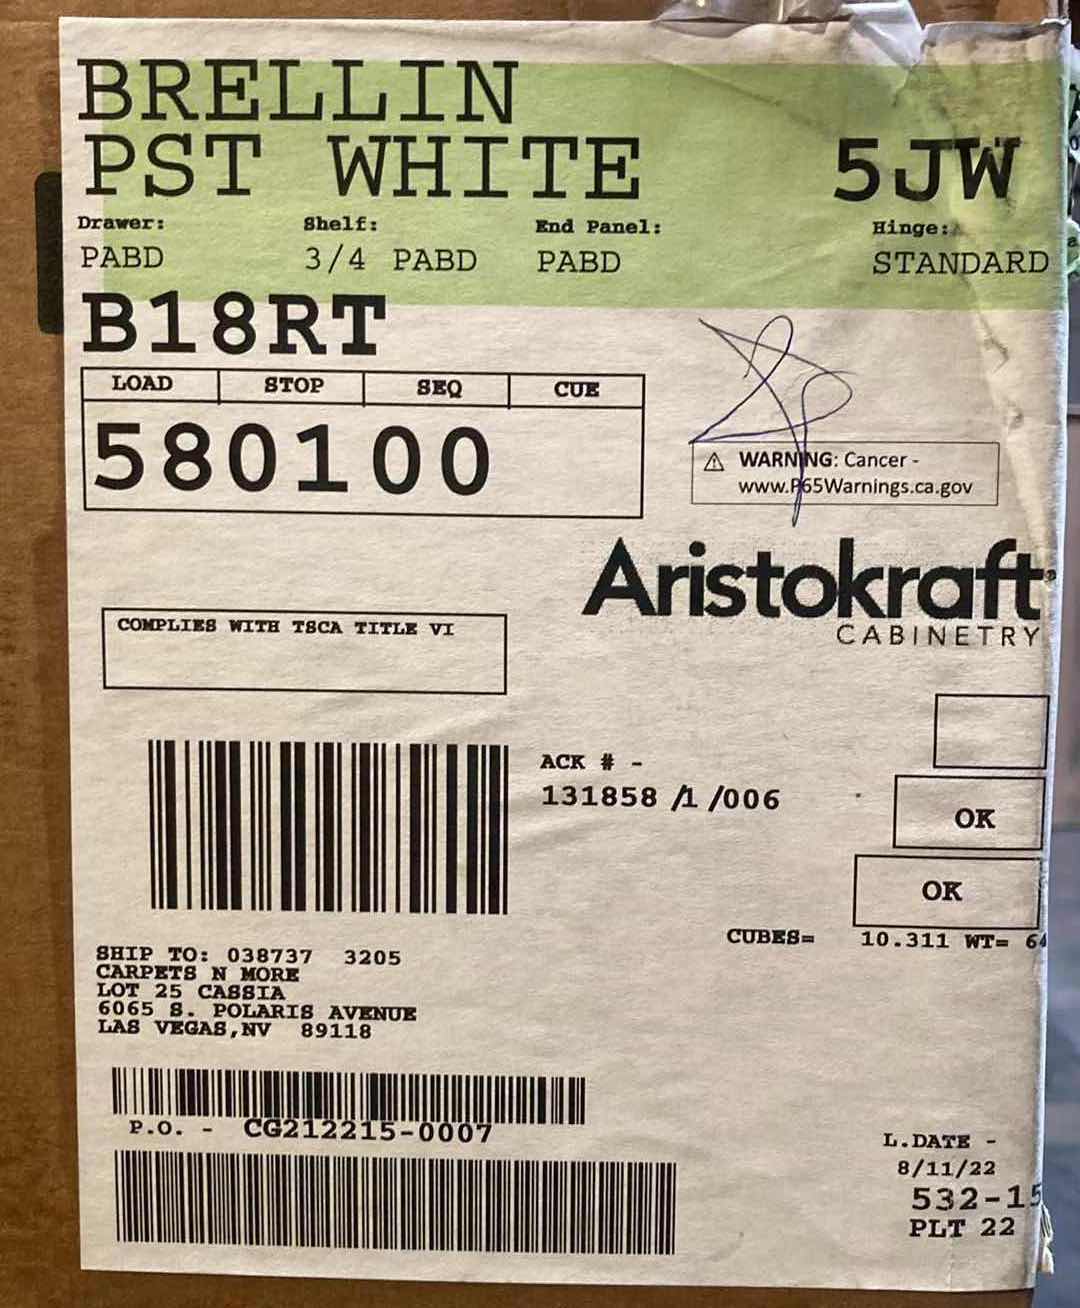 BRELLIN
PST WHITE 5JW
Drawer: Shelf: End Panel: Hinge:
PABD 3/4 PABD PABD STANDARD
B18RT
LOAD STOP SEQ CUE
580100
WARNING: Cancer -
www.P65Warnings.ca.gov
Aristokraft
CABINETRY
COMPLIES WITH TSCA TITLE VI
ACK # -
131858 /1 /006
OK
OK
CUBES= 10.311 WT= 64
SHIP TO: 038737 3205
CARPETS N MORE
LOT 25 CASSIA
6065 S. POLARIS AVENUE
LAS VEGAS,NV 89118
P.O. - CG212215-0007
L.DATE -
8/11/22
532-15
PLT 22